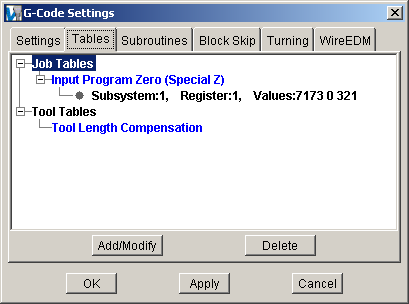 G-Code Settings
Settings Tables Subroutines Block Skip Turning WireEDM
Job Tables
Input Program Zero (Special Z)
Subsystem:1, Register:1, Values:7173 0 321
Tool Tables
Tool Length Compensation
Add/Modify Delete
OK Apply Cancel